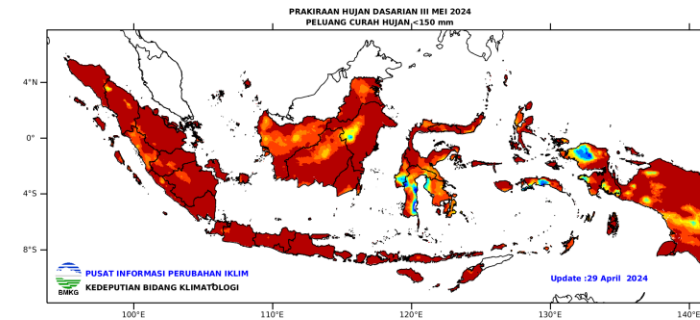 PRAKIRAAN HUJAN DASARIAN III MEI 2024
PELUANG CURAH HUJAN <150 mm
4°N
0°
4°S
8°S
PUSAT INFORMASI PERUBAHAN IKLIM
KEDEPUTIAN BIDANG KLIMATOLOGI
BMKG
Update :29 April 2024
100°E
110°E
120°E
130°E
140°E